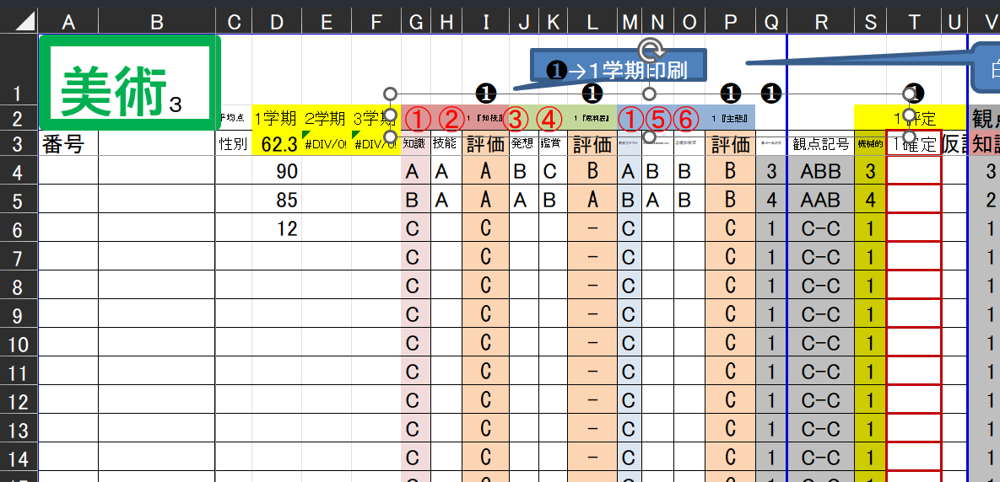 A B C D E F G H I J K L M N O P Q R S T U V
❶→1学期印刷
1 美術3 ❶ ❶ ❶ ❶ ❶
2 平均点 1学期 2学期 3学期 ① ② 1『知技』 ③ ④ 1『思判表』 ① ⑤ ⑥ 1『主態』 1評定 観
3 番号 性別 62.3 #DIV/0! #DIV/0! 知識 技能 評価 発想 鑑賞 評価 評価 観点記号 機械的 1確定 仮 知
4 90 A A A B C B A B B B 3 ABB 3 3
5 85 B A A A B A B A B B 4 AAB 4 2
6 12 C C － C C 1 C－C 1 1
7 C C － C C 1 C－C 1 1
8 C C － C C 1 C－C 1 1
9 C C － C C 1 C－C 1 1
10 C C － C C 1 C－C 1 1
11 C C － C C 1 C－C 1 1
12 C C － C C 1 C－C 1 1
13 C C － C C 1 C－C 1 1
14 C C － C C 1 C－C 1 1